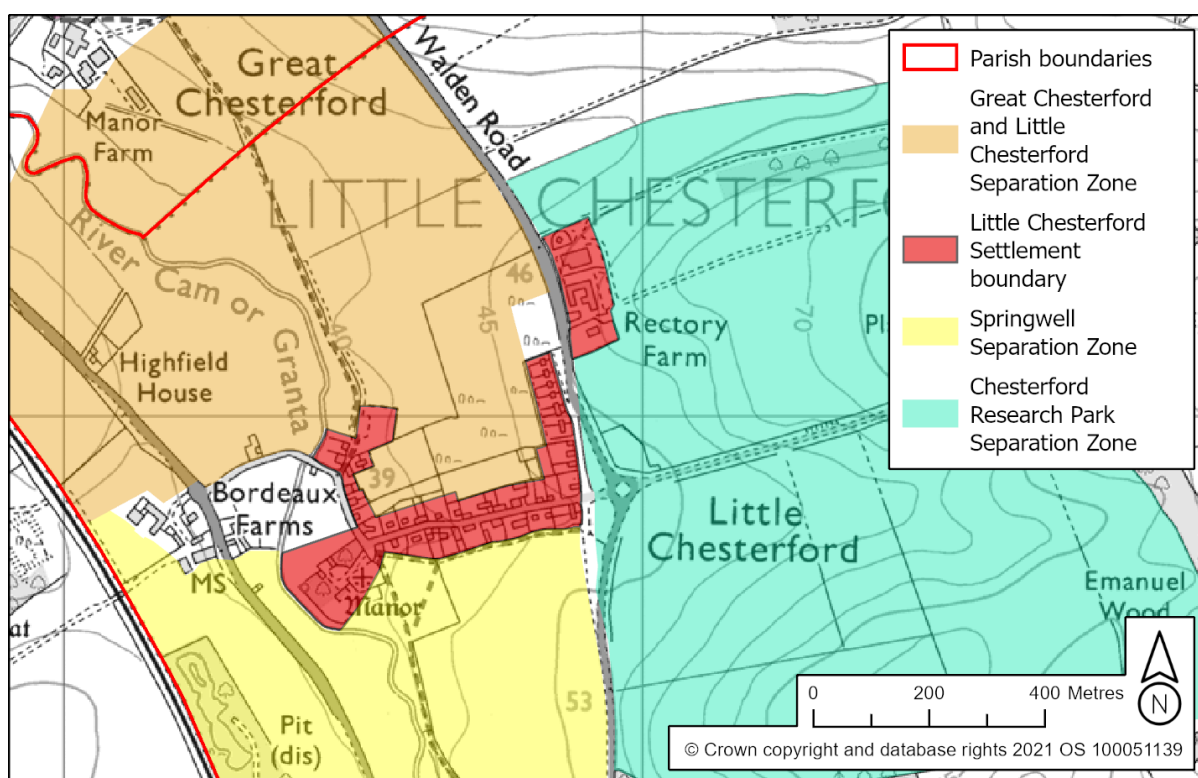 Great
Chesterford
Walden Road
Manor
Farm
LITTLE CHESTERF
River Cam or Granta
46
45
40
70
Highfield
House
Rectory
Farm
Pl
39
Bordeaux
Farms
Little
Chesterford
MS
Manor
Emanuel
Wood
at
53
Pit
(dis)
Parish boundaries
Great Chesterford
and Little
Chesterford
Separation Zone
Little Chesterford
Settlement
boundary
Springwell
Separation Zone
Chesterford
Research Park
Separation Zone
N
0 200 400 Metres
© Crown copyright and database rights 2021 OS 100051139